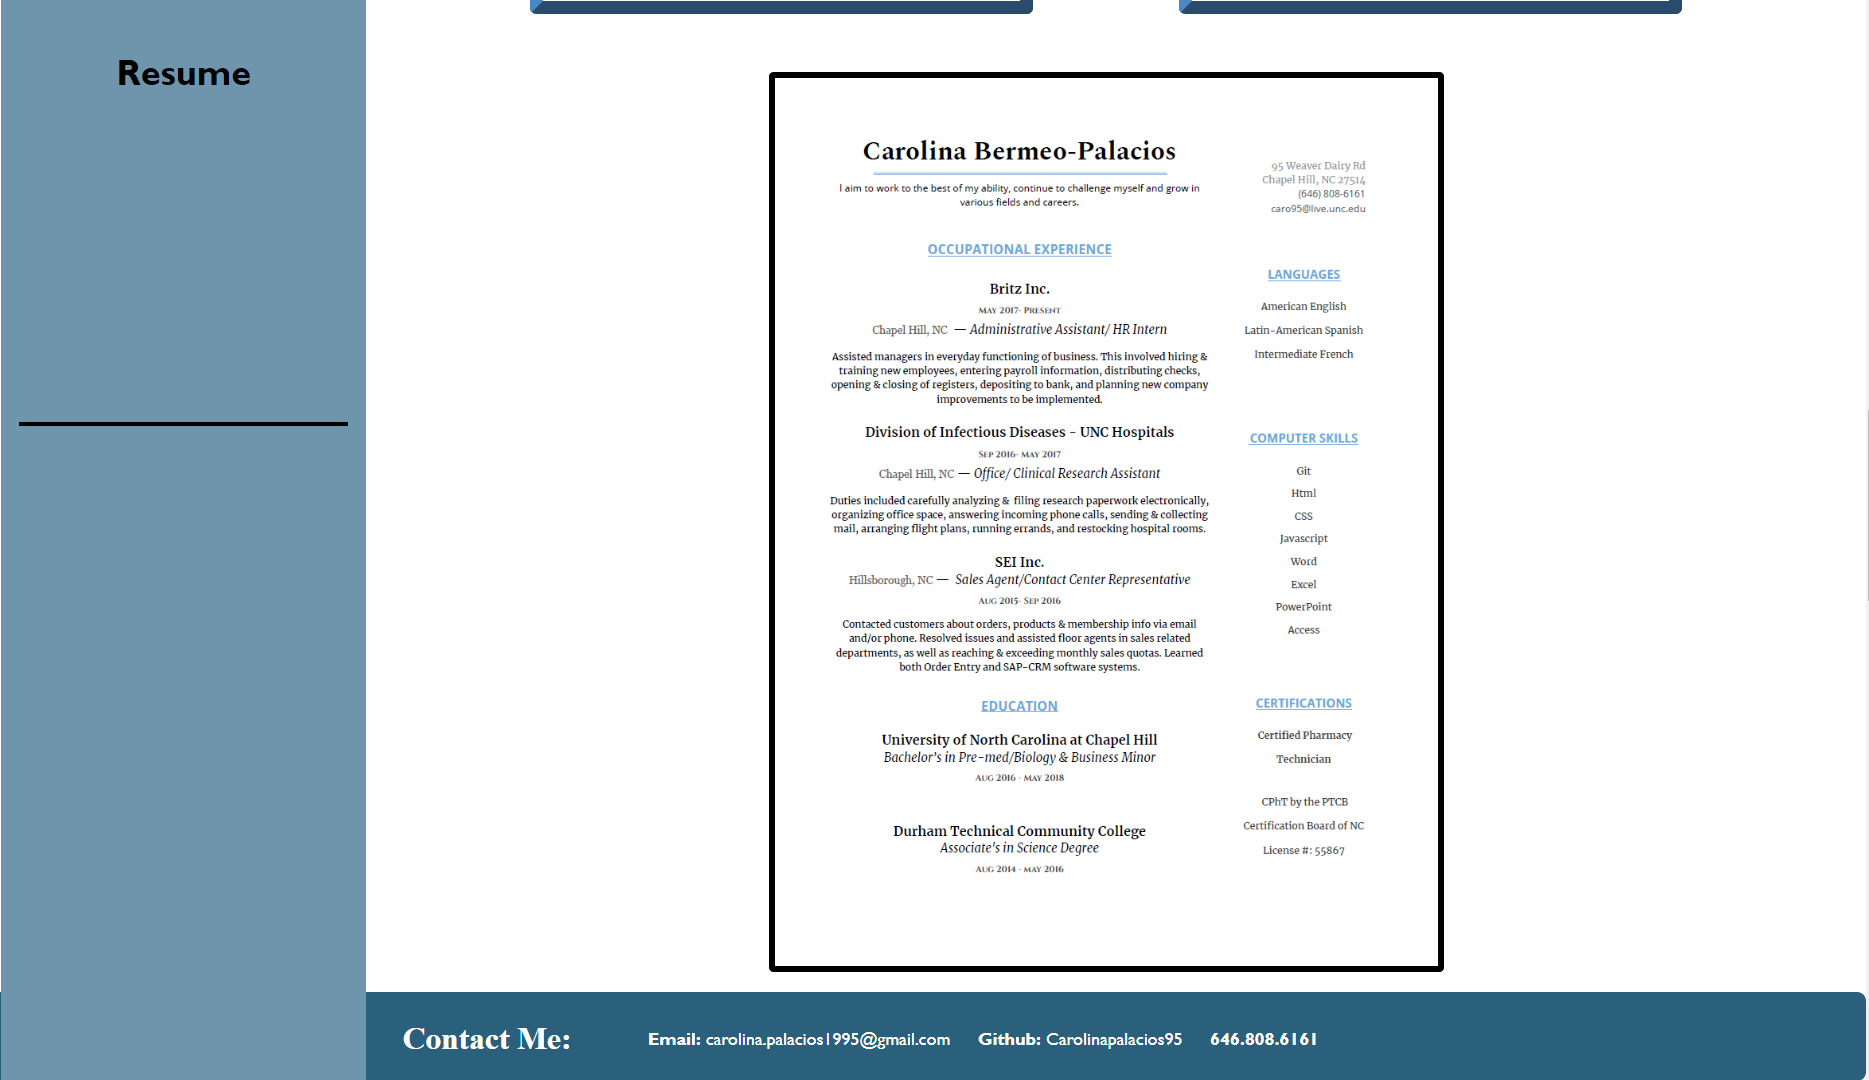 Resume
Carolina Bermeo-Palacios
I aim to work to the best of my ability, continue to challenge myself and grow in
various fields and careers.
95 Weaver Dairy Rd
Chapel Hill, NC 27514
(646) 808-6161
caro95@live.unc.edu
OCCUPATIONAL EXPERIENCE
Britz Inc.
MAY 2017- PRESENT
Chapel Hill, NC — Administrative Assistant/ HR Intern
Assisted managers in everyday functioning of business. This involved hiring &
training new employees, entering payroll information, distributing checks,
opening & closing of registers, depositing to bank, and planning new company
improvements to be implemented.
Division of Infectious Diseases - UNC Hospitals
SEP 2016- MAY 2017
Chapel Hill, NC — Office/ Clinical Research Assistant
Duties included carefully analyzing & filing research paperwork electronically,
organizing office space, answering incoming phone calls, sending & collecting
mail, arranging flight plans, running errands, and restocking hospital rooms.
SEI Inc.
Hillsborough, NC — Sales Agent/Contact Center Representative
AUG 2015- SEP 2016
Contacted customers about orders, products & membership info via email
and/or phone. Resolved issues and assisted floor agents in sales related
departments, as well as reaching & exceeding monthly sales quotas. Learned
both Order Entry and SAP-CRM software systems.
EDUCATION
University of North Carolina at Chapel Hill
Bachelor's in Pre-med/Biology & Business Minor
AUG 2016 - MAY 2018
Durham Technical Community College
Associate's in Science Degree
AUG 2014 - MAY 2016
LANGUAGES
American English
Latin-American Spanish
Intermediate French
COMPUTER SKILLS
Git
Html
CSS
Javascript
Word
Excel
PowerPoint
Access
CERTIFICATIONS
Certified Pharmacy
Technician
CPhT by the PTCB
Certification Board of NC
License #: 55867
Contact Me: Email: carolina.palacios1995@gmail.com Github: Carolinapalacios95 646.808.6161